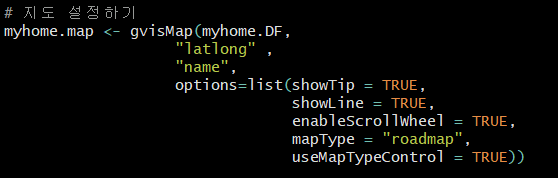 # 지도 설정하기
myhome.map <- gvisMap(myhome.DF,
"latlong" ,
"name",
options=list(showTip = TRUE,
showLine = TRUE,
enableScrollWheel = TRUE,
mapType = "roadmap",
useMapTypeControl = TRUE))